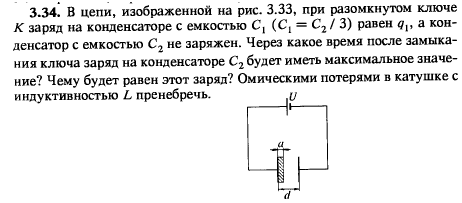 3.34. В цепи, изображенной на рис. 3.33, при разомкнутом ключе
K заряд на конденсаторе с емкостью C₁ (C₁ = C₂ / 3) равен q₁, а кон-
денсатор с емкостью C₂ не заряжен. Через какое время после замыка-
ния ключа заряд на конденсаторе C₂ будет иметь максимальное значе-
ние? Чему будет равен этот заряд? Омическими потерями в катушке с
индуктивностью L пренебречь.
U
a
d